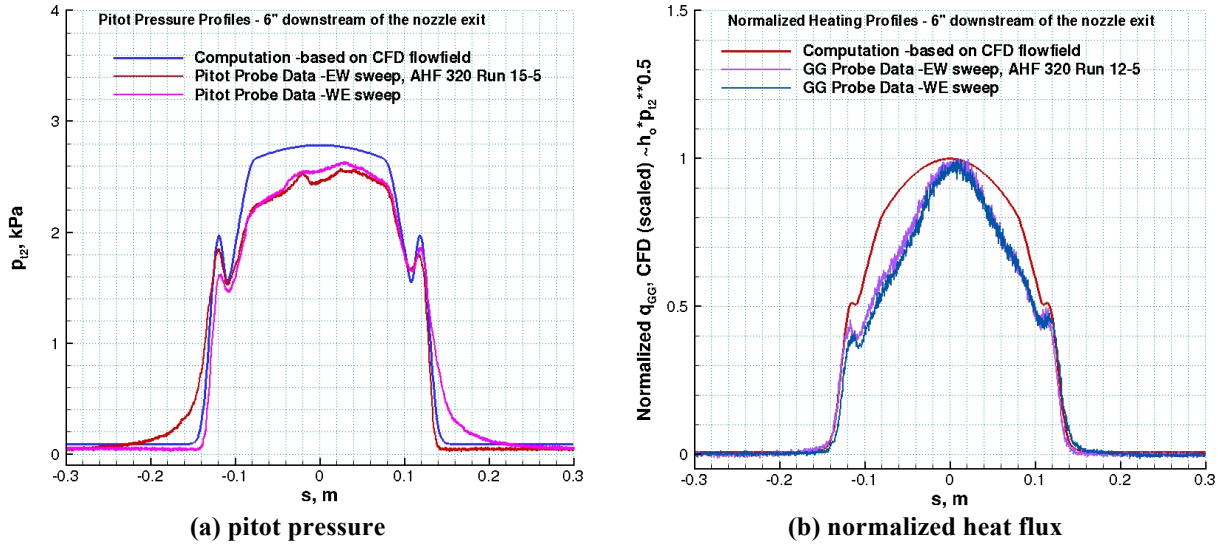 Pitot Pressure Profiles - 6" downstream of the nozzle exit
Computation -based on CFD flowfield
Pitot Probe Data -EW sweep, AHF 320 Run 15-5
Pitot Probe Data -WE sweep
4
3
2
1
0
p_t2, kPa
-0.3
-0.2
-0.1
0
0.1
0.2
0.3
s, m
(a) pitot pressure
Normalized Heating Profiles - 6" downstream of the nozzle exit
Computation -based on CFD flowfield
GG Probe Data -EW sweep, AHF 320 Run 12-5
GG Probe Data -WE sweep
1.5
1
0.5
0
Normalized q_GG, CFD (scaled) ~h_o*p_t2**0.5
-0.3
-0.2
-0.1
0
0.1
0.2
0.3
s, m
(b) normalized heat flux